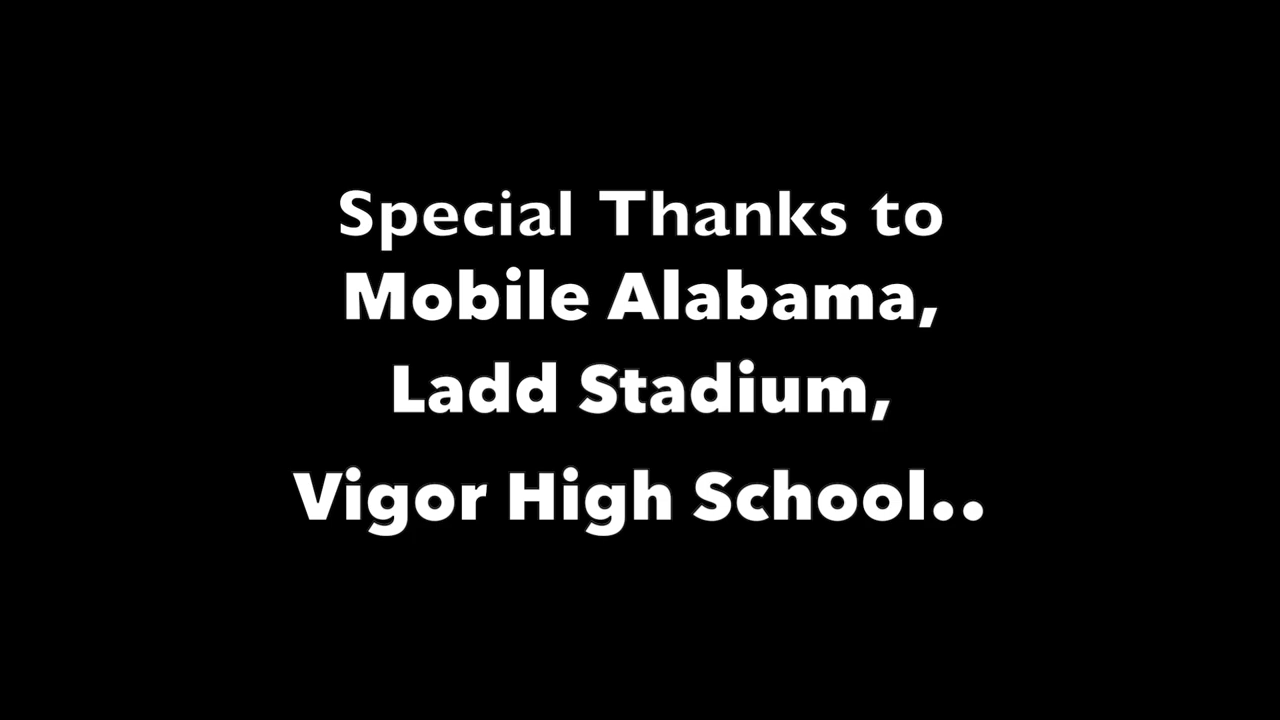 Special Thanks to
Mobile Alabama,
Ladd Stadium,
Vigor High School..